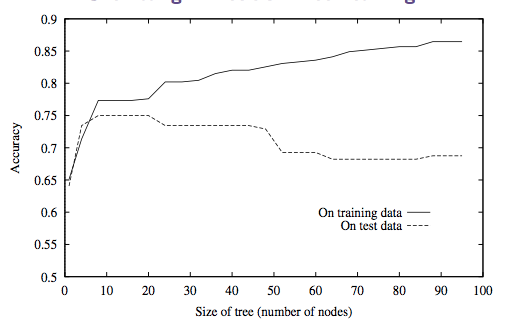 0.9
0.85
0.8
0.75
0.7
0.65
0.6
0.55
0.5
Accuracy
On training data
On test data
0 10 20 30 40 50 60 70 80 90 100
Size of tree (number of nodes)